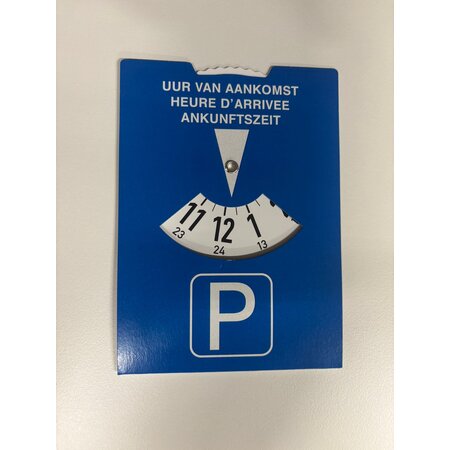 UUR VAN AANKOMST
HEURE D'ARRIVEE
ANKUNFTSZEIT
11 12 1
23 24 13
P